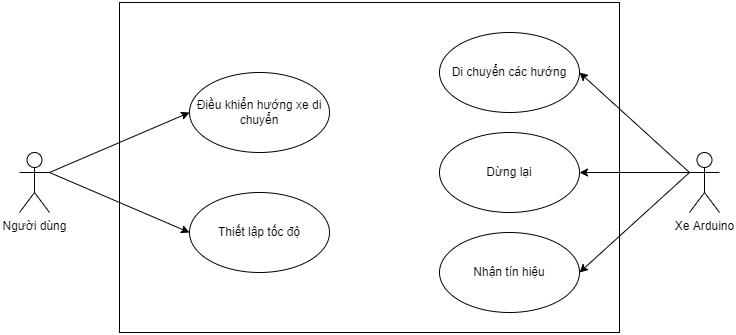 Di chuyển các hướng
Điều khiển hướng xe di
chuyển
Dừng lại
Người dùng
Xe Arduino
Thiết lập tốc độ
Nhận tín hiệu